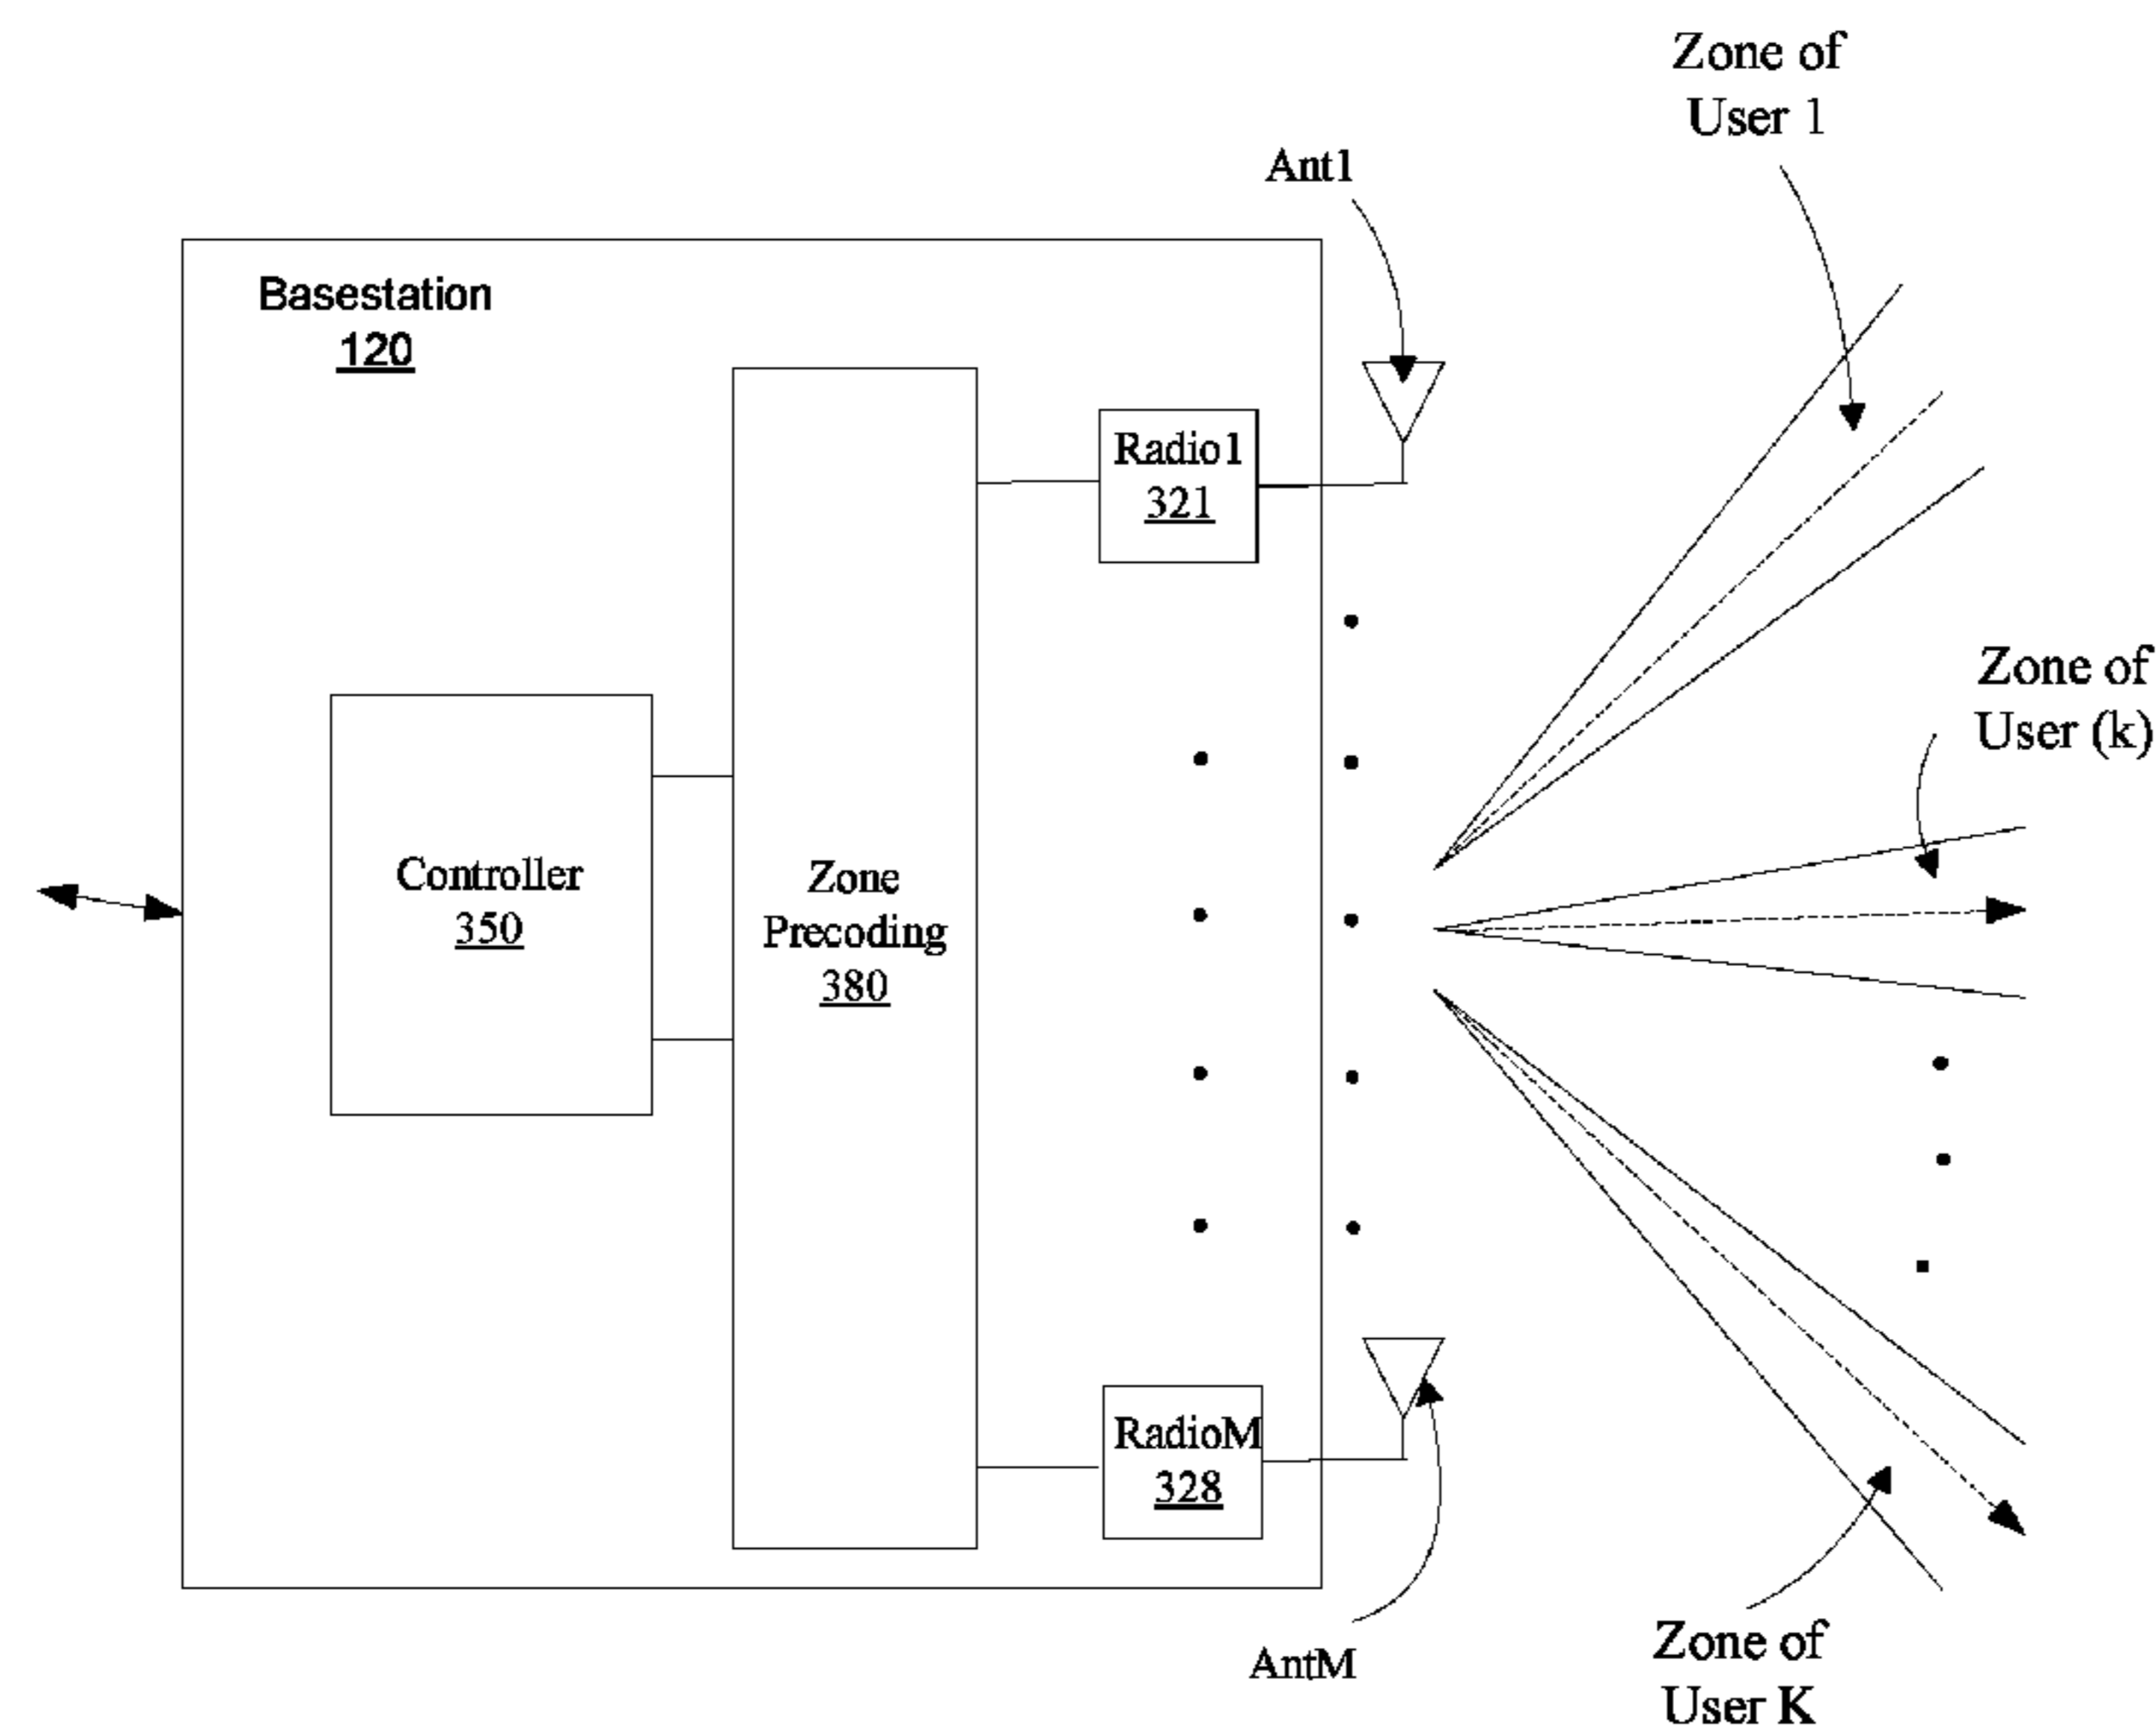 Zone of
User 1
Ant1
Basestation
120
Radio1
321
Zone of
User (k)
Controller
350
Zone
Precoding
380
RadioM
328
AntM
Zone of
User K